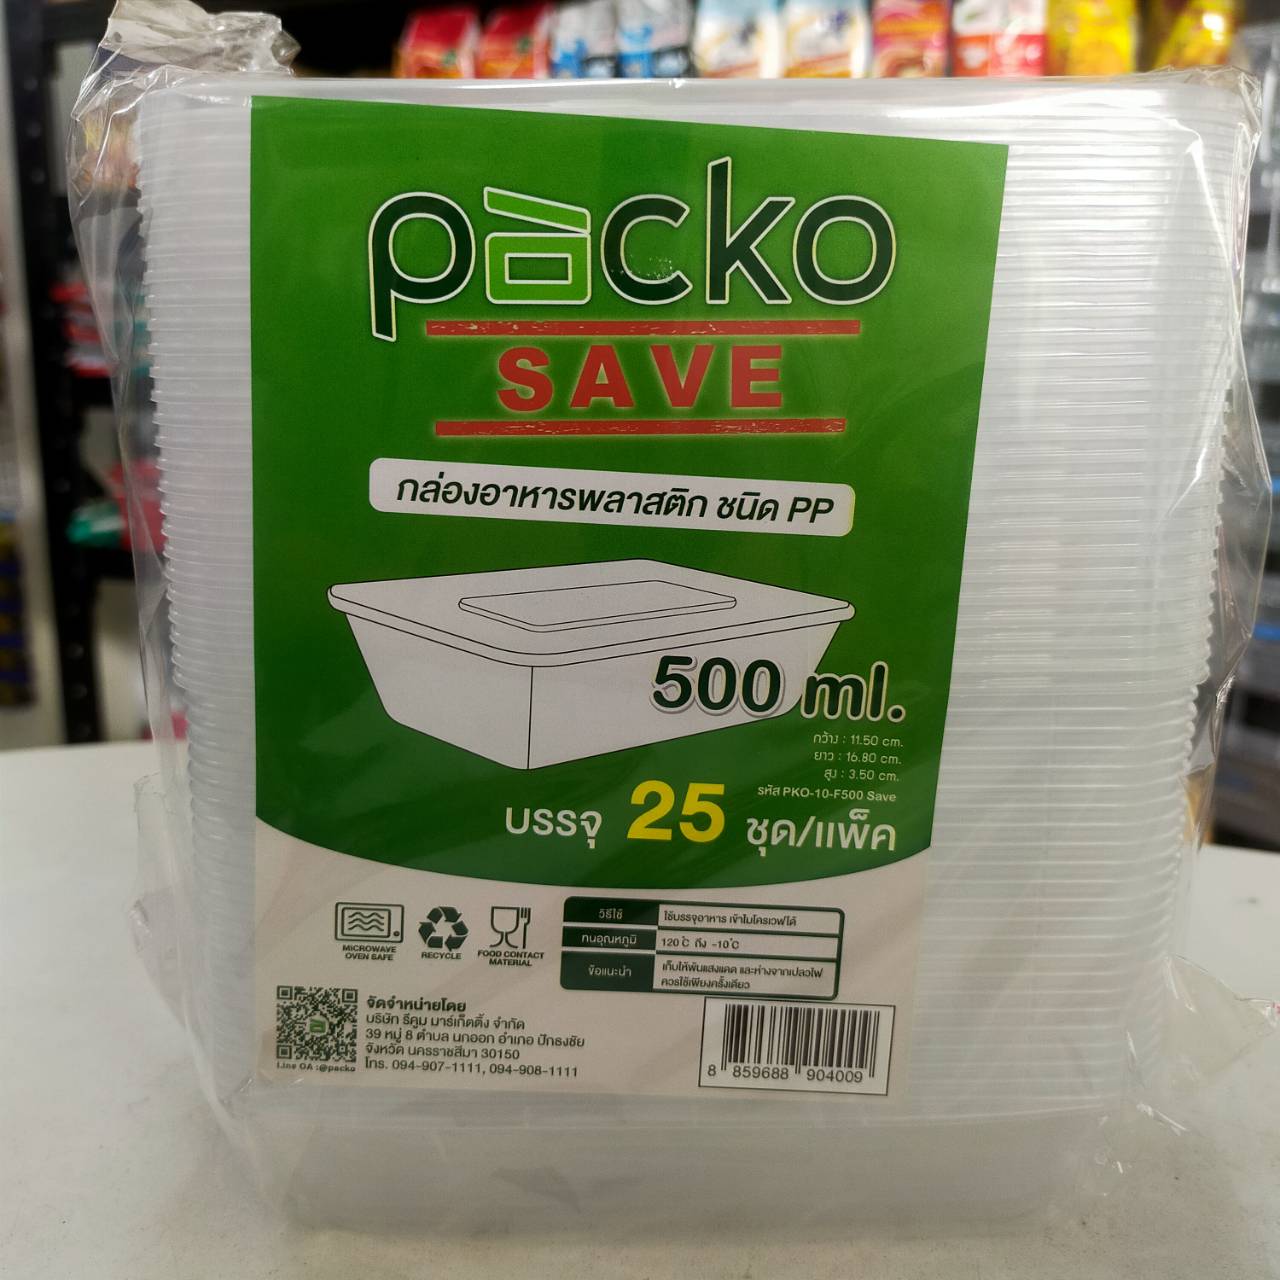 packo
SAVE
กล่องอาหารพลาสติก ชนิด PP
500 ml.
กว้าง : 11.50 cm.
ยาว : 16.80 cm.
สูง : 3.50 cm.
รหัส PKO-10-F500 Save
บรรจุ 25 ชุด/แพ็ค
MICROWAVE
OVEN SAFE
RECYCLE
FOOD CONTACT
MATERIAL
วิธีใช้ ใช้บรรจุอาหาร เข้าไมโครเวฟได้
ทนอุณหภูมิ 120°C ถึง -10°C
ข้อแนะนำ เก็บให้พ้นแสงแดด และห่างจากเปลวไฟ
ควรใช้เพียงครั้งเดียว
จัดจำหน่ายโดย
บริษัท รีคูม มาร์เก็ตติ้ง จำกัด
39 หมู่ 8 ตำบล นกออก อำเภอ ปักธงชัย
จังหวัด นครราชสีมา 30150
โทร. 094-907-1111, 094-908-1111
Line OA :@packo
8 859688 904009